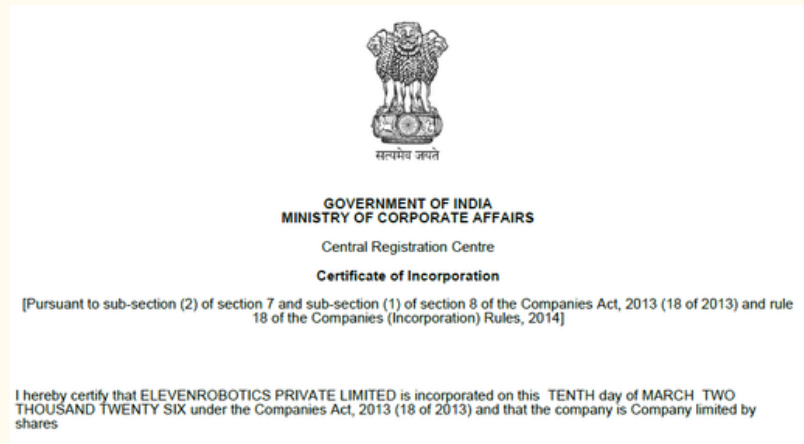 सत्यमेव जयते
GOVERNMENT OF INDIA
MINISTRY OF CORPORATE AFFAIRS
Central Registration Centre
Certificate of Incorporation
[Pursuant to sub-section (2) of section 7 and sub-section (1) of section 8 of the Companies Act, 2013 (18 of 2013) and rule
18 of the Companies (Incorporation) Rules, 2014]
I hereby certify that ELEVENROBOTICS PRIVATE LIMITED is incorporated on this TENTH day of MARCH TWO
THOUSAND TWENTY SIX under the Companies Act, 2013 (18 of 2013) and that the company is Company limited by
shares